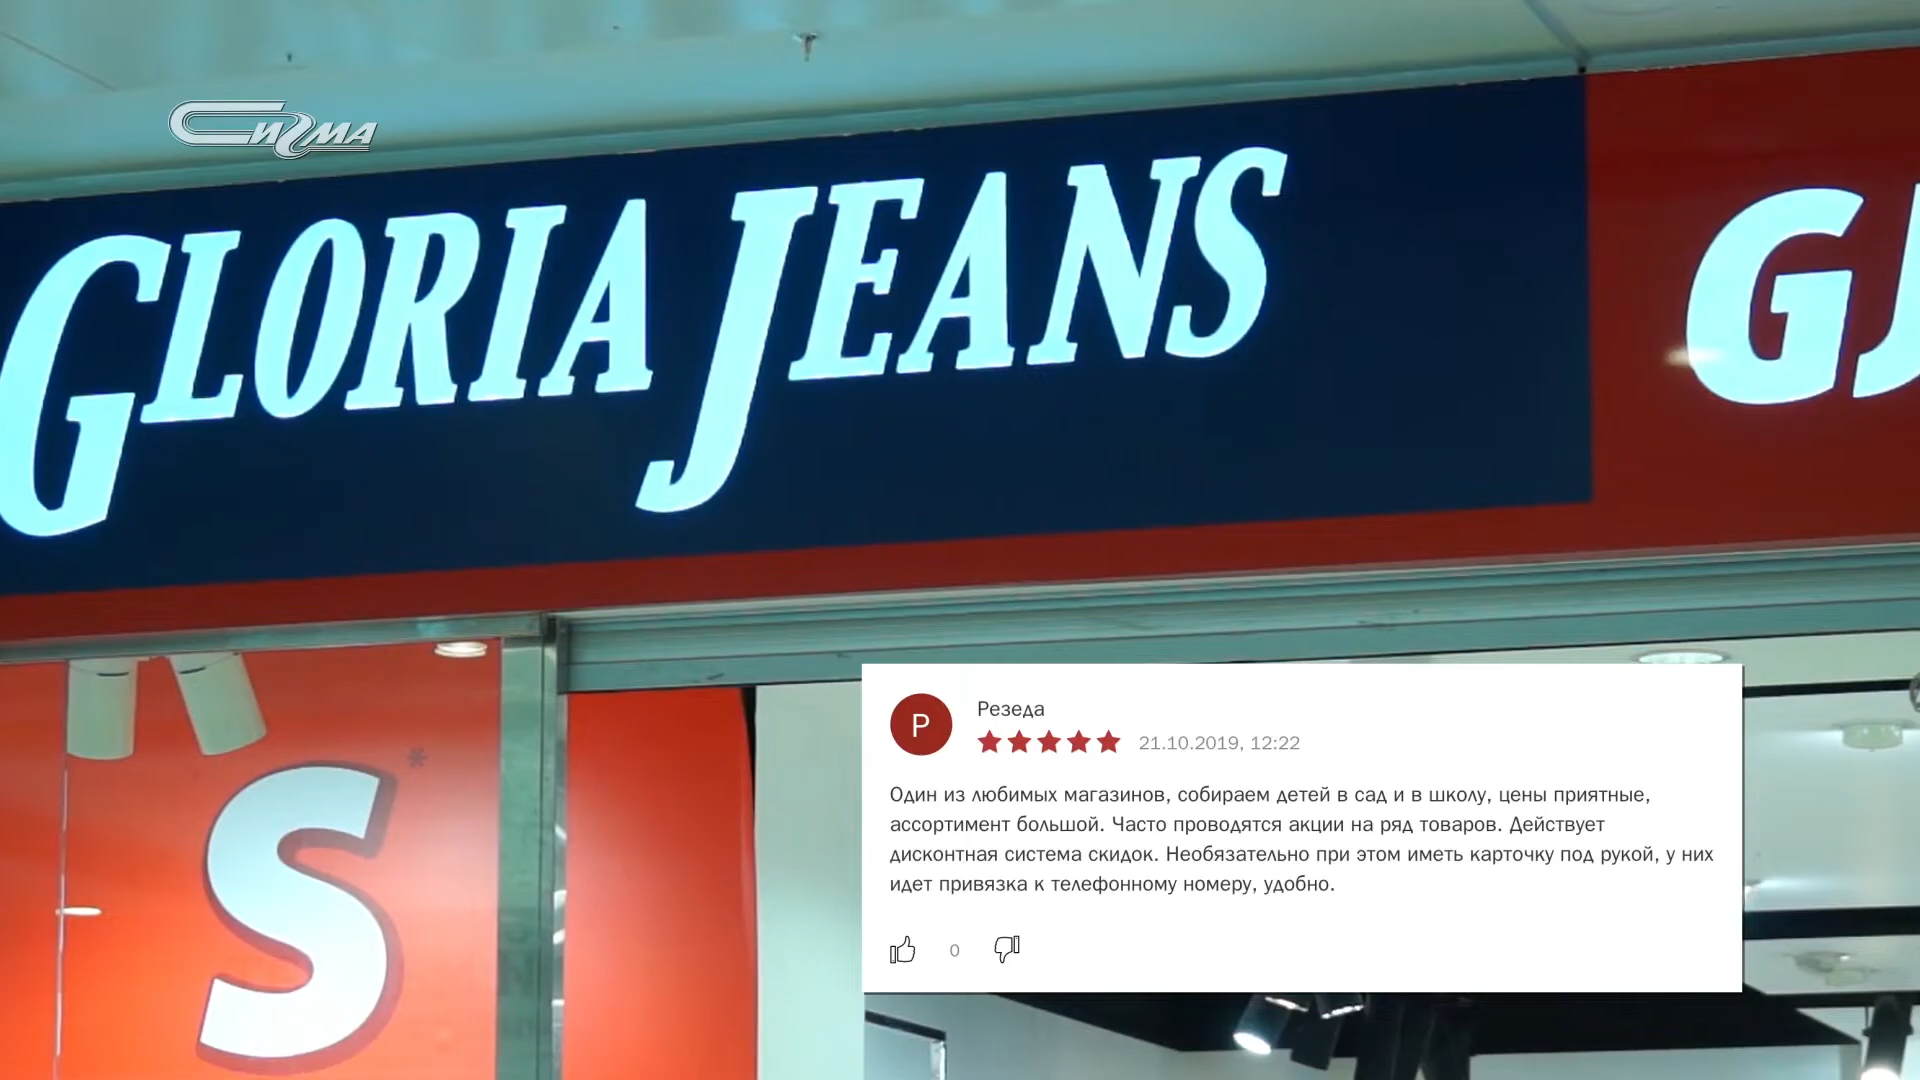 СИГМА
GLORIA JEANS
GJ
S*
Р
Резеда
21.10.2019, 12:22
Один из любимых магазинов, собираем детей в сад и в школу, цены приятные,
ассортимент большой. Часто проводятся акции на ряд товаров. Действует
дисконтная система скидок. Необязательно при этом иметь карточку под рукой, у них
идет привязка к телефонному номеру, удобно.
0